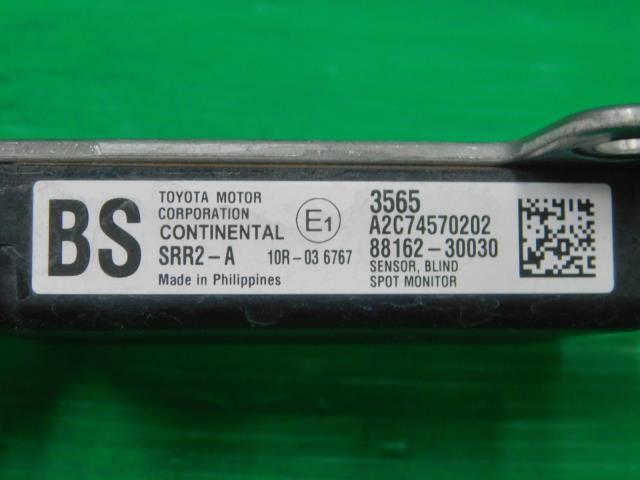 BS
TOYOTA MOTOR
CORPORATION
CONTINENTAL
SRR2-A
Made in Philippines
E1
10R-03 6767
3565
A2C74570202
88162-30030
SENSOR, BLIND
SPOT MONITOR